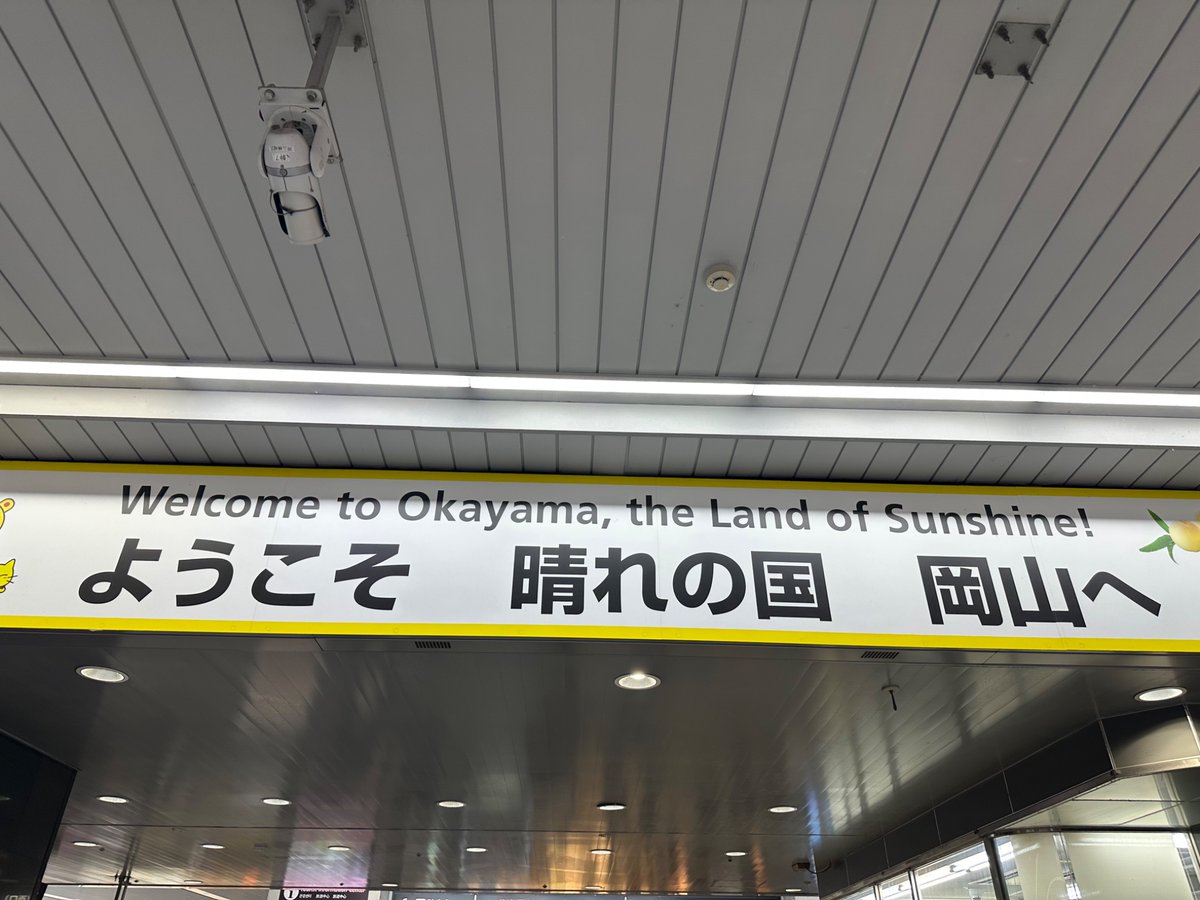 Welcome to Okayama, the Land of Sunshine!
ようこそ　晴れの国　岡山へ